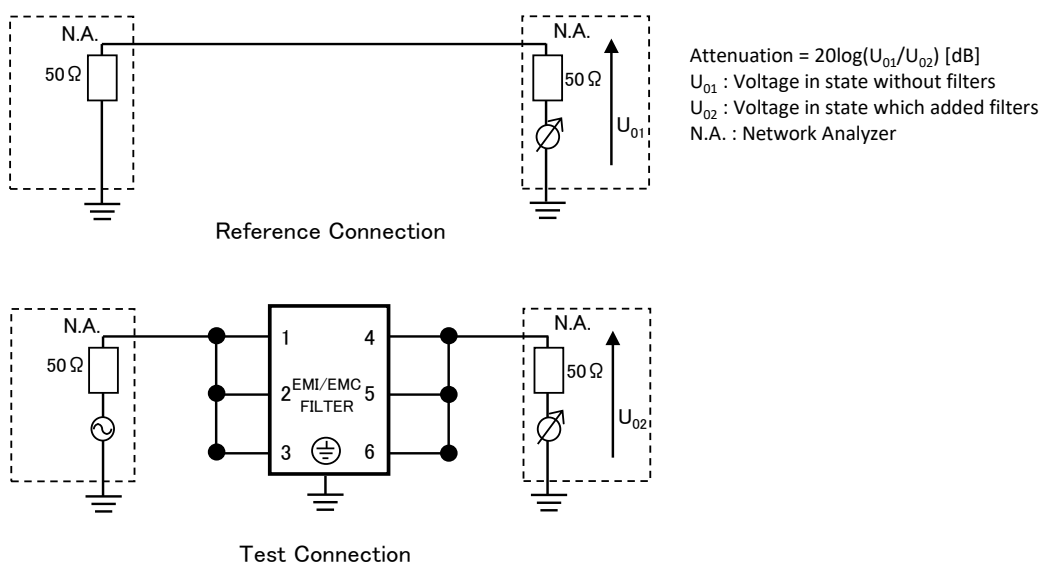 N.A.
50Ω
N.A.
50Ω
U01
Attenuation = 20log(U01/U02) [dB]
U01 : Voltage in state without filters
U02 : Voltage in state which added filters
N.A. : Network Analyzer
Reference Connection
N.A.
50Ω
1
2
3
EMI/EMC
FILTER
4
5
6
N.A.
50Ω
U02
Test Connection